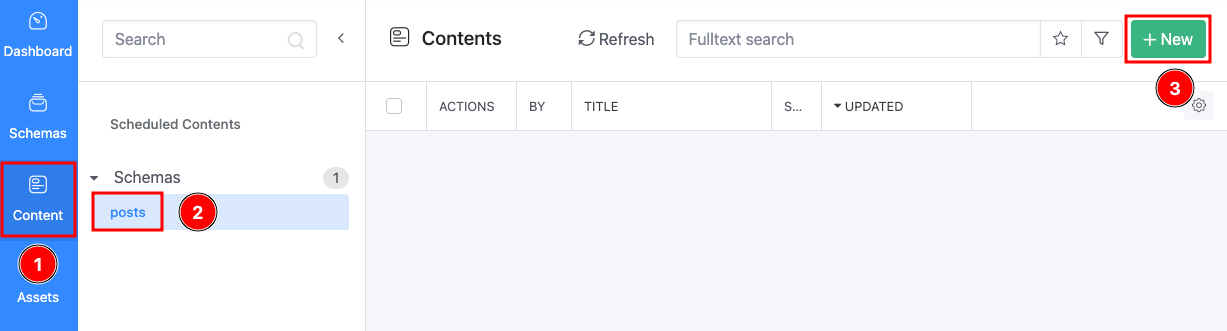 Dashboard
Schemas
Content
1
Assets
Search
Scheduled Contents
Schemas 1
posts 2
Contents Refresh Fulltext search + New
3
ACTIONS BY TITLE S... UPDATED